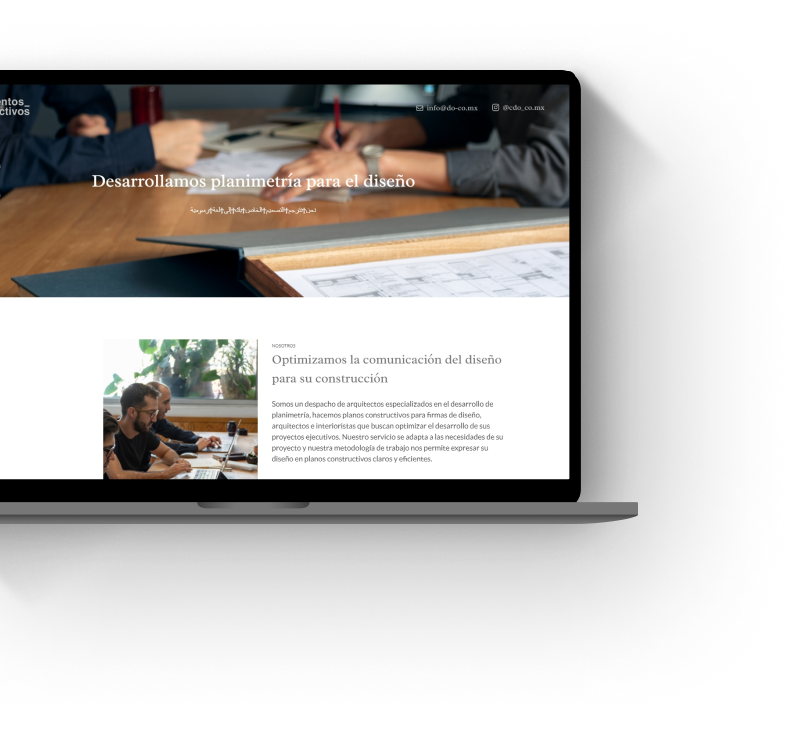 ntos_
ctivos
info@do-co.mx
@cdo_co.mx
Desarrollamos planimetría para el diseño
NOSOTROS
Optimizamos la comunicación del diseño
para su construcción
Somos un despacho de arquitectos especializados en el desarrollo de
planimetría, hacemos planos constructivos para firmas de diseño,
arquitectos e interioristas que buscan optimizar el desarrollo de sus
proyectos ejecutivos. Nuestro servicio se adapta a las necesidades de su
proyecto y nuestra metodología de trabajo nos permite expresar su
diseño en planos constructivos claros y eficientes.